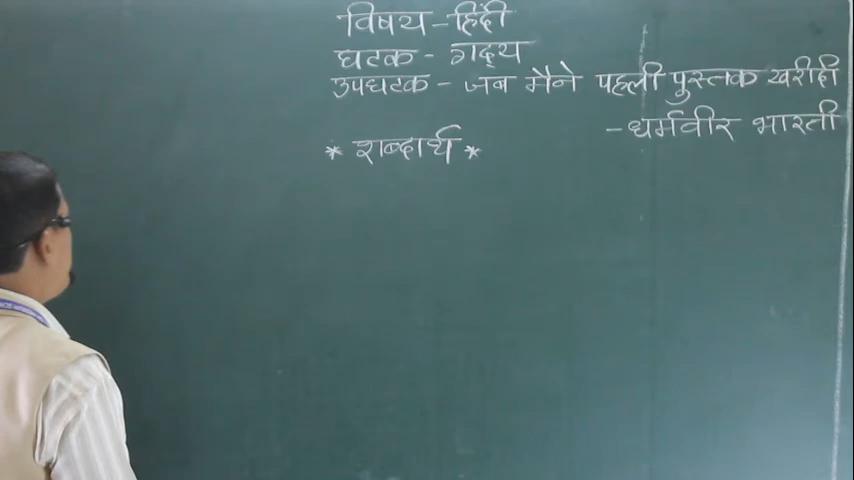 विषय - हिंदी
घटक - गद्य
उपघटक - जब मैने पहली पुस्तक खरीदी
- धर्मवीर भारती
* शब्दार्थ *